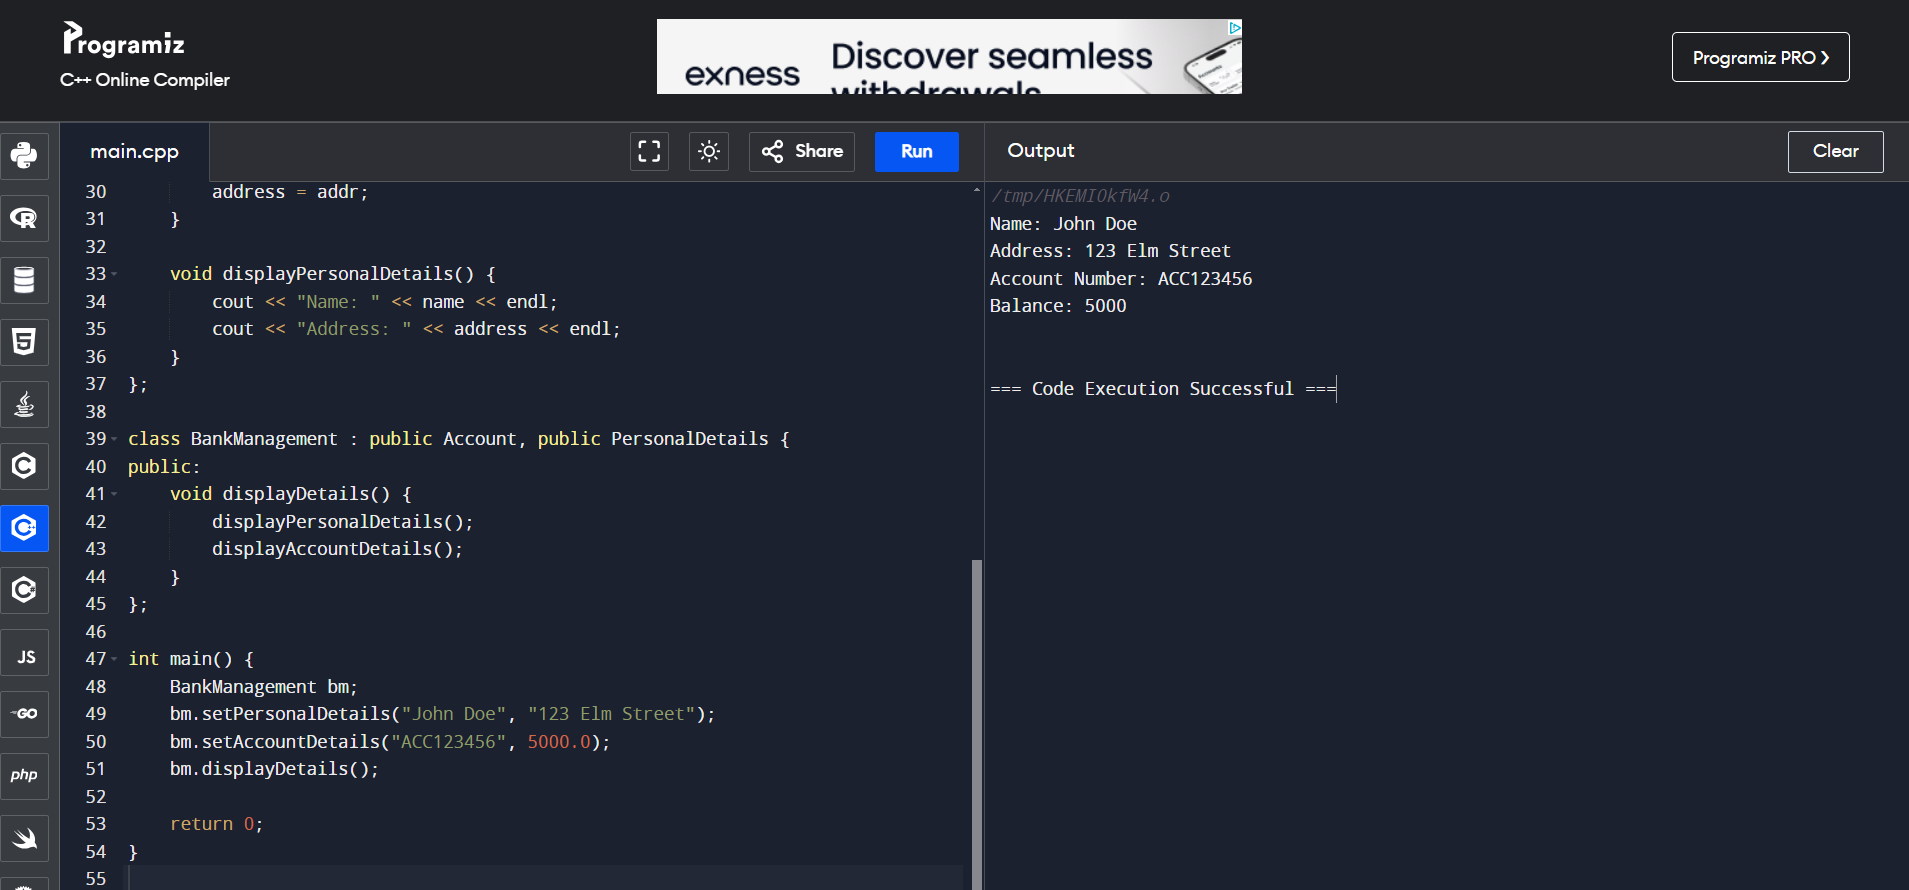 Programiz
C++ Online Compiler
exness
Discover seamless
withdrawals
Programiz PRO ❯
main.cpp
Share
Run
Output
Clear
30        address = addr;
31    }
32
33    void displayPersonalDetails() {
34        cout << "Name: " << name << endl;
35        cout << "Address: " << address << endl;
36    }
37 };
38
39 class BankManagement : public Account, public PersonalDetails {
40 public:
41    void displayDetails() {
42        displayPersonalDetails();
43        displayAccountDetails();
44    }
45 };
46
47 int main() {
48    BankManagement bm;
49    bm.setPersonalDetails("John Doe", "123 Elm Street");
50    bm.setAccountDetails("ACC123456", 5000.0);
51    bm.displayDetails();
52
53    return 0;
54 }
55
/tmp/HKEMIOkfW4.o
Name: John Doe
Address: 123 Elm Street
Account Number: ACC123456
Balance: 5000
=== Code Execution Successful ===
R
5
C
C++
C#
JS
GO
php